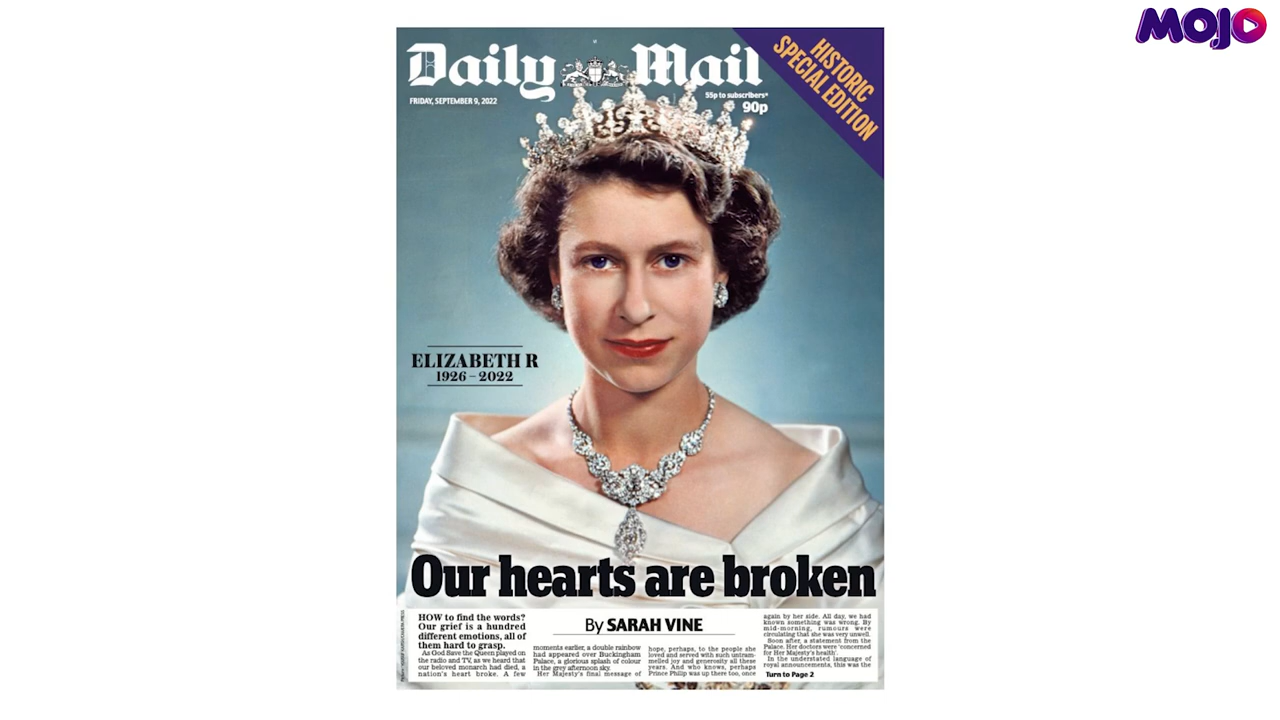 MOJO
Daily Mail
FRIDAY, SEPTEMBER 9, 2022
55p to subscribers*
90p
HISTORIC
SPECIAL EDITION
ELIZABETH R
1926 – 2022
Our hearts are broken
HOW to find the words?
Our grief is a hundred
different emotions, all of
them hard to grasp.
As God Save the Queen played on
the radio and TV, as we heard that
our beloved monarch had died, a
nation's heart broke. A few
By SARAH VINE
moments earlier, a double rainbow
had appeared over Buckingham
Palace, a glorious splash of colour
in the grey afternoon sky.
Her Majesty's final message of
hope, perhaps, to the people she
loved and served with such untram-
melled joy and generosity all these
years. And who knows, perhaps
Prince Philip was up there too, once
again by her side. All day, we had
known something was wrong. By
mid-morning, rumours were
circulating that she was very unwell.
Soon after, a statement from the
Palace. Her doctors were 'concerned
for Her Majesty's health'.
In the understated language of
royal announcements, this was the
Turn to Page 2